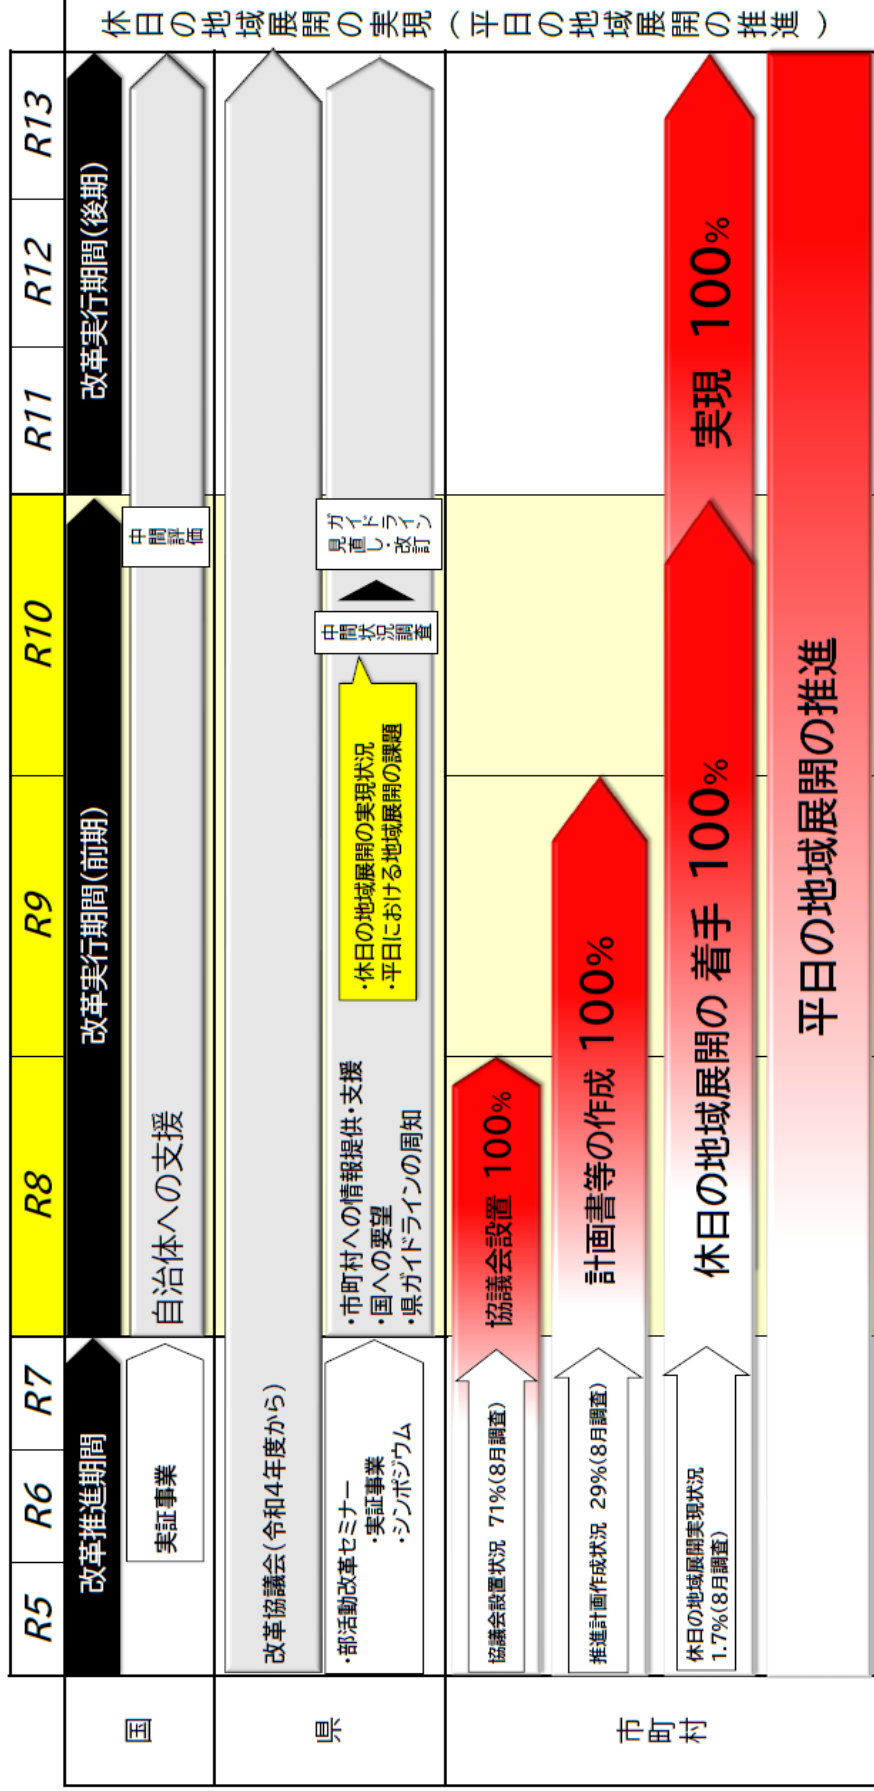 R5
R6
R7
R8
R9
R10
R11
R12
R13
国
改革推進期間
改革実行期間(前期)
改革実行期間(後期)
実証事業
自治体への支援
中間評価
県
改革協議会(令和4年度から)
・部活動改革セミナー
・実証事業
・シンポジウム
・市町村への情報提供・支援
・国への要望
・県ガイドラインの周知
・休日の地域展開の実現状況
・平日における地域展開の課題
中間状況調査
ガイドライン
見直し・改訂
市町村
協議会設置状況 71%(8月調査)
協議会設置 100%
推進計画作成状況 29%(8月調査)
計画書等の作成 100%
休日の地域展開実現状況
1.7%(8月調査)
休日の地域展開の 着手 100%
実現 100%
平日の地域展開の推進
休日の地域展開の実現(平日の地域展開の推進)